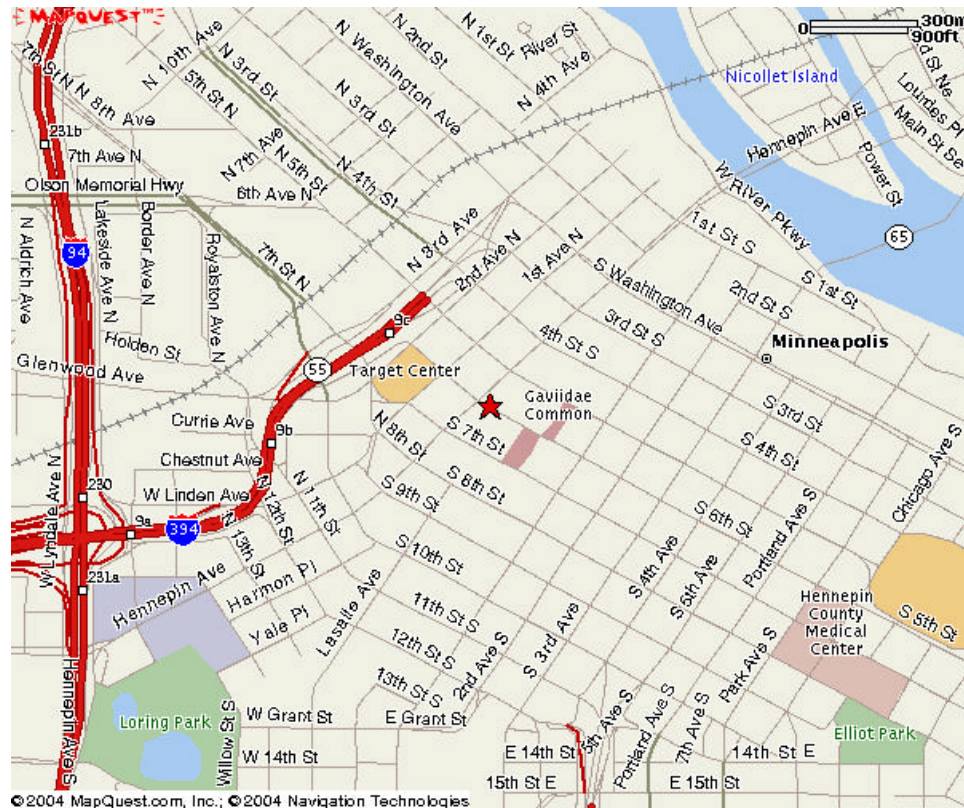 MAPQUEST™
300m
0
900ft
7th St N
N 8th Ave
N 10th Ave
N 3rd St
5th St N
N Washington Ave
N 2nd St
N 1st St
River St
N 4th Ave
Nicollet Island
Lourdes Pl
Main St Se
231b
7th Ave N
N 7th Ave
N 5th St
N 3rd St
Hennepin Ave E
Power St
Olson Memorial Hwy
6th Ave N
N 4th St
W River Pkwy
65
N Aldrich Ave
94
Lakeside Ave N
Border Ave N
Royalston Ave N
7th St N
N 3rd Ave
2nd Ave N
1st Ave N
1st St S
S Washington Ave
2nd St S
S 1st St
Holden St
Glenwood Ave
9c
55
Target Center
4th St S
3rd St S
Minneapolis
Gaviidae
Common
Currie Ave
9b
N 8th St
S 7th St
S 3rd St
Chestnut Ave
S 8th St
S 4th St
Chicago Ave S
W Lyndale Ave N
230
W Linden Ave
N 11th St
N 12th St
S 9th St
S 6th St
Portland Ave S
9a
394
13th St
S 10th St
S 4th Ave
S 5th Ave
231a
Hennepin Ave
Harmon Pl
Yale Pl
Lasalle Ave
11th St S
12th St S
13th St S
2nd Ave S
S 3rd Ave
Park Ave
Hennepin
County
Medical
Center
S 5th St
Hennepin Ave S
Loring Park
S Willow St
W Grant St
E Grant St
5th Ave S
Portland Ave S
7th Ave S
Elliot Park
W 14th St
E 14th St
14th St E
15th St E
E 15th St
©2004 MapQuest.com, Inc.; ©2004 Navigation Technologies